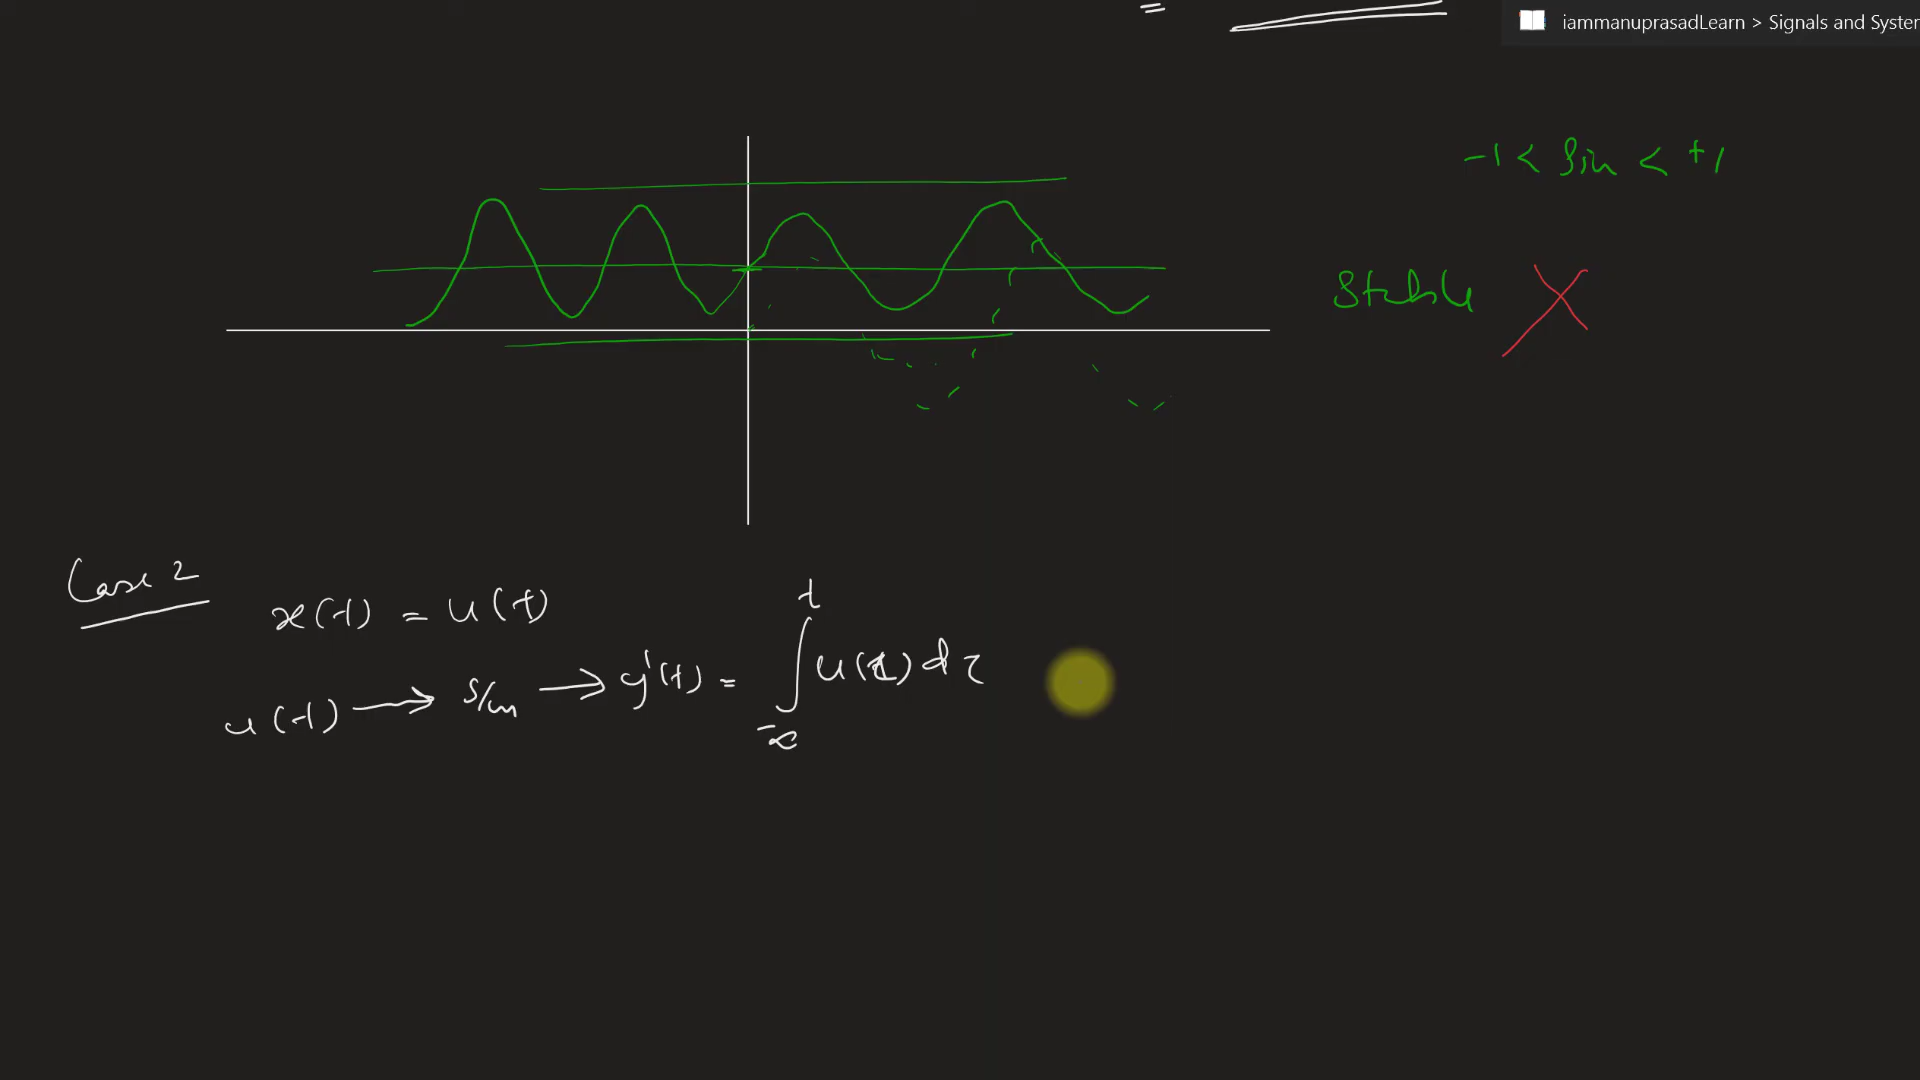 iammanuprasadLearn > Signals and Syster
=
-1 < Sin < +1
Stable
Case 2
x(t) = u(t)
u(t) → S/m → y'(t) = ∫ u(τ) dτ
t
-∞